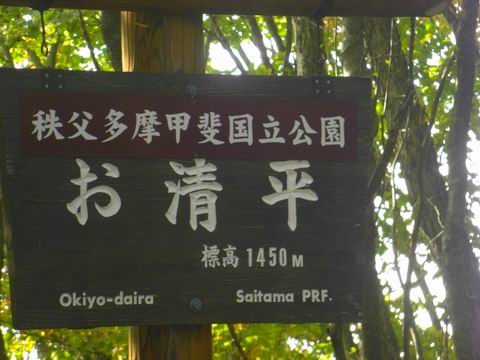 秩父多摩甲斐国立公園
お清平
標高 1450 M
Okiyo-daira Saitama PRF.